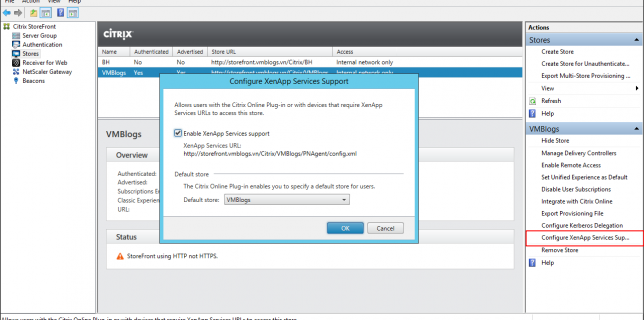 File Action View Help
Citrix StoreFront
Server Group
Authentication
Stores
Receiver for Web
NetScaler Gateway
Beacons
CITRIX
Name Authenticated Advertised Store URL Access
BH No No http://storefront.vmblogs.vn/Citrix/BH Internal network only
VMBlogs Yes Yes http://storefront.vmblogs.vn/Citrix/VMBlogs Internal network only
Configure XenApp Services Support
Allows users with the Citrix Online Plug-in or with devices that require XenApp
Services URLs to access this store.
Enable XenApp Services support
XenApp Services URL:
http://storefront.vmblogs.vn/Citrix/VMBlogs/PNAgent/config.xml
Default store
The Citrix Online Plug-in enables you to specify a default store for users.
Default store: VMBlogs
OK Cancel
VMBlogs
Overview
Authenticated:
Advertised:
Subscriptions E
Classic Experien
URL:
Status
StoreFront using HTTP not HTTPS.
Actions
Stores
Create Store
Create Store for Unauthenticate...
Export Multi-Store Provisioning ...
View
Refresh
Help
VMBlogs
Hide Store
Manage Delivery Controllers
Enable Remote Access
Set Unified Experience as Default
Disable User Subscriptions
Integrate with Citrix Online
Export Provisioning File
Configure Kerberos Delegation
Configure XenApp Services Sup...
Remove Store
Help
Allows users with the Citrix Online Plug-in or with devices that require XenApp Services URLs to access this store.